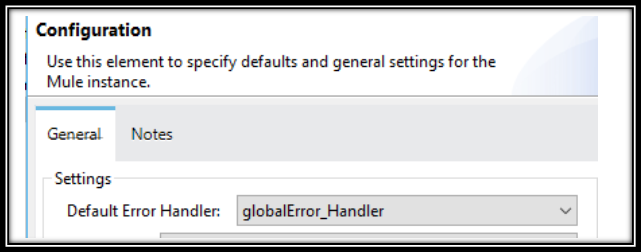 Configuration
Use this element to specify defaults and general settings for the
Mule instance.
General Notes
Settings
Default Error Handler: globalError_Handler